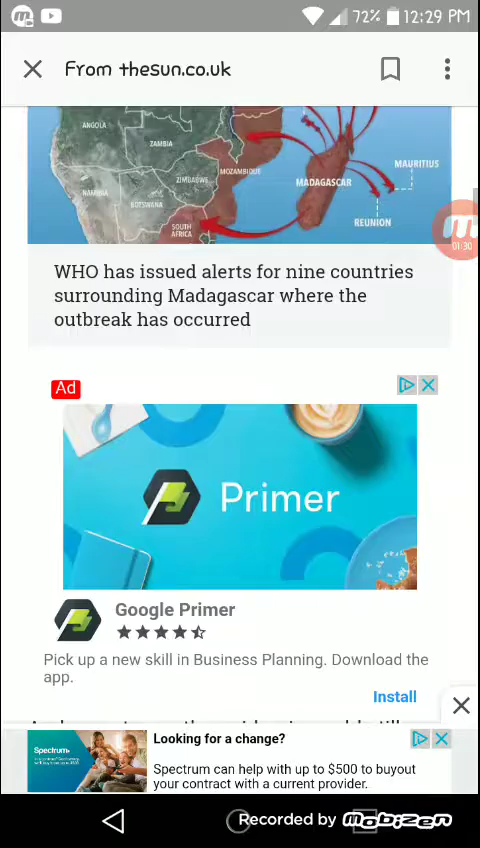 72% 12:29 PM
From thesun.co.uk
ANGOLA
ZAMBIA
MOZAMBIQUE
ZIMBABWE
NAMIBIA
BOTSWANA
SOUTH
AFRICA
MADAGASCAR
MAURITIUS
REUNION
01:30
WHO has issued alerts for nine countries
surrounding Madagascar where the
outbreak has occurred
Ad
Primer
Google Primer
Pick up a new skill in Business Planning. Download the
app.
Install
Spectrum
Looking for a change?
Spectrum can help with up to $500 to buyout
your contract with a current provider.
Recorded by Mobizen